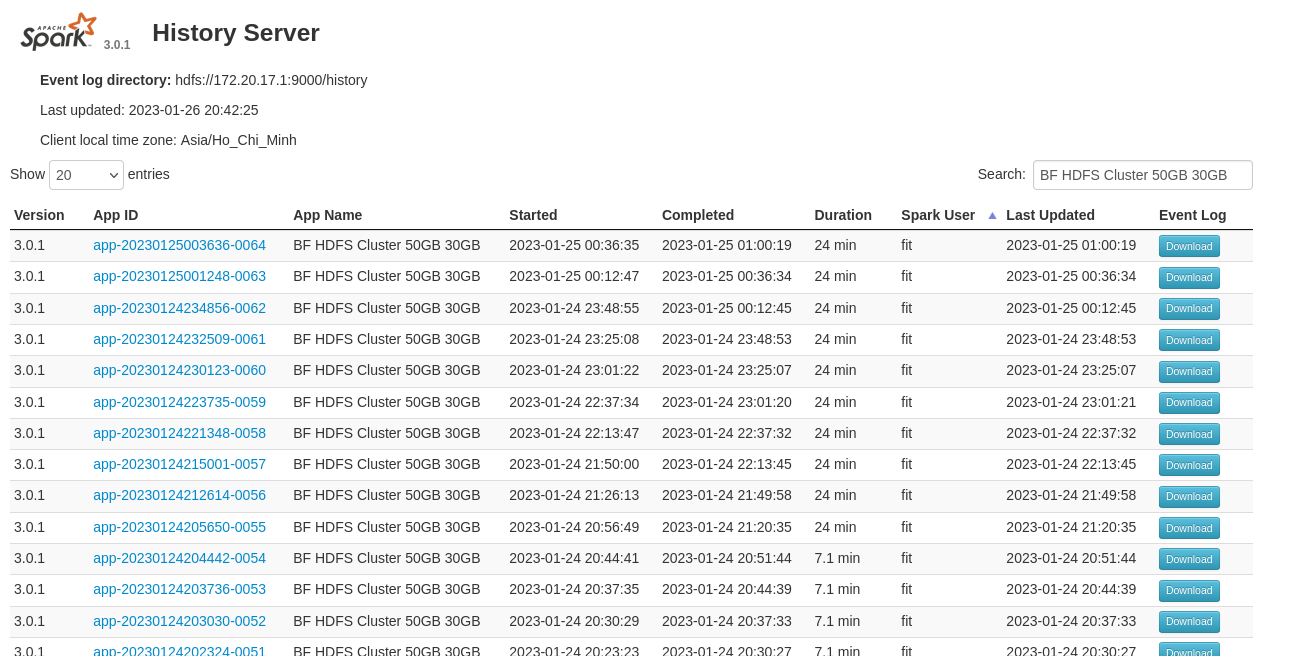 APACHE Spark 3.0.1 History Server
Event log directory: hdfs://172.20.17.1:9000/history
Last updated: 2023-01-26 20:42:25
Client local time zone: Asia/Ho_Chi_Minh
Show 20 entries Search: BF HDFS Cluster 50GB 30GB
Version App ID App Name Started Completed Duration Spark User Last Updated Event Log
3.0.1 app-20230125003636-0064 BF HDFS Cluster 50GB 30GB 2023-01-25 00:36:35 2023-01-25 01:00:19 24 min fit 2023-01-25 01:00:19 Download
3.0.1 app-20230125001248-0063 BF HDFS Cluster 50GB 30GB 2023-01-25 00:12:47 2023-01-25 00:36:34 24 min fit 2023-01-25 00:36:34 Download
3.0.1 app-20230124234856-0062 BF HDFS Cluster 50GB 30GB 2023-01-24 23:48:55 2023-01-25 00:12:45 24 min fit 2023-01-25 00:12:45 Download
3.0.1 app-20230124232509-0061 BF HDFS Cluster 50GB 30GB 2023-01-24 23:25:08 2023-01-24 23:48:53 24 min fit 2023-01-24 23:48:53 Download
3.0.1 app-20230124230123-0060 BF HDFS Cluster 50GB 30GB 2023-01-24 23:01:22 2023-01-24 23:25:07 24 min fit 2023-01-24 23:25:07 Download
3.0.1 app-20230124223735-0059 BF HDFS Cluster 50GB 30GB 2023-01-24 22:37:34 2023-01-24 23:01:20 24 min fit 2023-01-24 23:01:21 Download
3.0.1 app-20230124221348-0058 BF HDFS Cluster 50GB 30GB 2023-01-24 22:13:47 2023-01-24 22:37:32 24 min fit 2023-01-24 22:37:32 Download
3.0.1 app-20230124215001-0057 BF HDFS Cluster 50GB 30GB 2023-01-24 21:50:00 2023-01-24 22:13:45 24 min fit 2023-01-24 22:13:45 Download
3.0.1 app-20230124212614-0056 BF HDFS Cluster 50GB 30GB 2023-01-24 21:26:13 2023-01-24 21:49:58 24 min fit 2023-01-24 21:49:58 Download
3.0.1 app-20230124205650-0055 BF HDFS Cluster 50GB 30GB 2023-01-24 20:56:49 2023-01-24 21:20:35 24 min fit 2023-01-24 21:20:35 Download
3.0.1 app-20230124204442-0054 BF HDFS Cluster 50GB 30GB 2023-01-24 20:44:41 2023-01-24 20:51:44 7.1 min fit 2023-01-24 20:51:44 Download
3.0.1 app-20230124203736-0053 BF HDFS Cluster 50GB 30GB 2023-01-24 20:37:35 2023-01-24 20:44:39 7.1 min fit 2023-01-24 20:44:39 Download
3.0.1 app-20230124203030-0052 BF HDFS Cluster 50GB 30GB 2023-01-24 20:30:29 2023-01-24 20:37:33 7.1 min fit 2023-01-24 20:37:33 Download
3.0.1 app-20230124202324-0051 BF HDFS Cluster 50GB 30GB 2023-01-24 20:23:23 2023-01-24 20:30:27 7.1 min fit 2023-01-24 20:30:27 Download